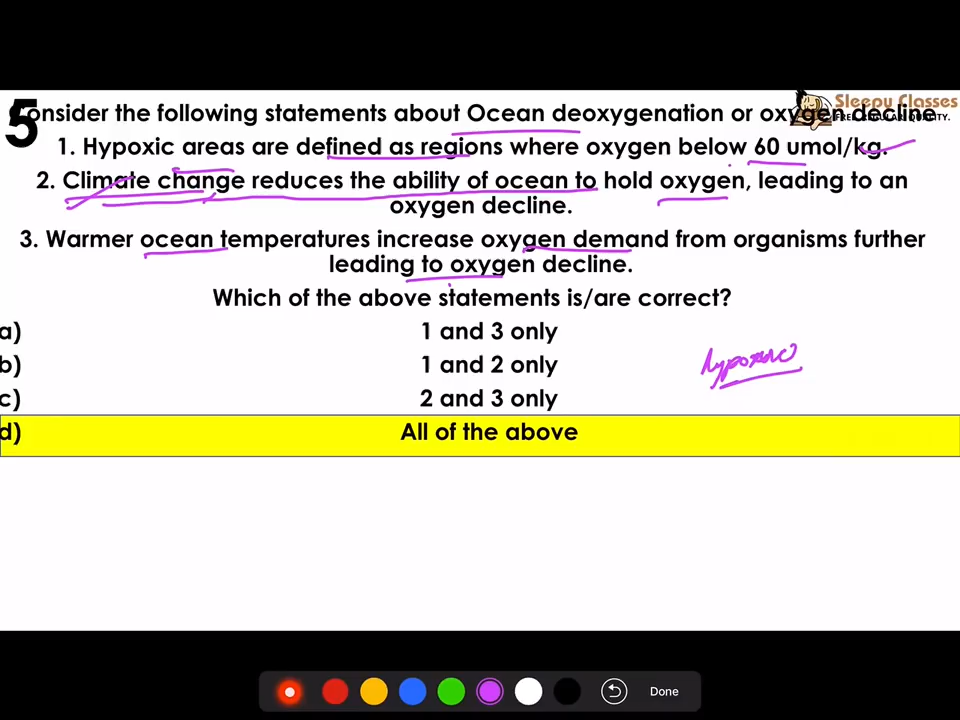 5
Consider the following statements about Ocean deoxygenation or oxygen decline
Sleepy Classes
1. Hypoxic areas are defined as regions where oxygen below 60 umol/kg.
2. Climate change reduces the ability of ocean to hold oxygen, leading to an
oxygen decline.
3. Warmer ocean temperatures increase oxygen demand from organisms further
leading to oxygen decline.
Which of the above statements is/are correct?
a) 1 and 3 only
b) 1 and 2 only
hypoxic
c) 2 and 3 only
d) All of the above
Done